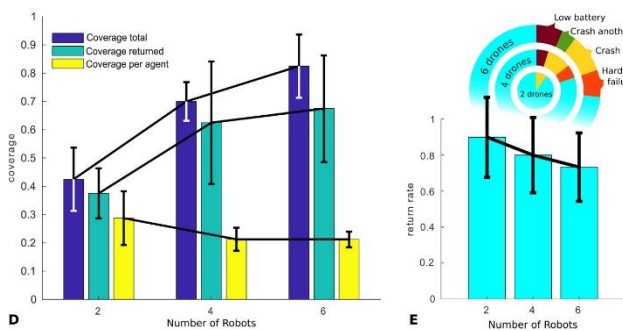 Coverage total
Coverage returned
Coverage per agent
1
0.9
0.8
0.7
0.6
0.5
0.4
0.3
0.2
0.1
0
coverage
2
4
6
Number of Robots
D
Low battery
Crash anoth
Crash
Hard
failu
6 drones
4 drones
2 drones
1
0.8
0.6
0.4
0.2
0
return rate
2
4
6
Number of Robots
E